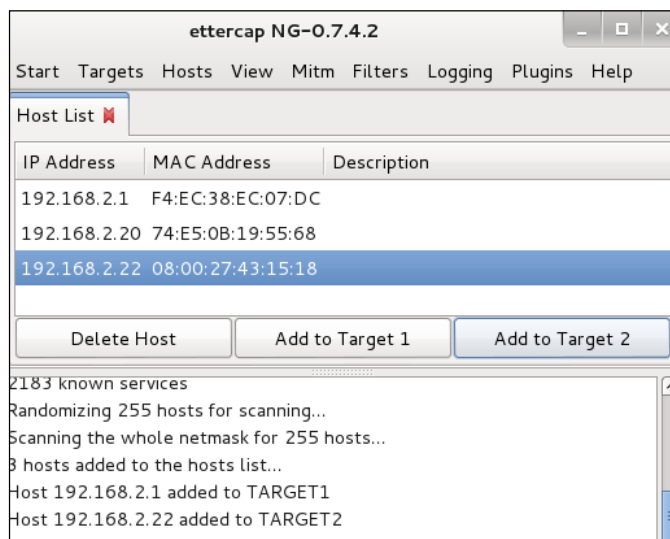 ettercap NG-0.7.4.2
Start Targets Hosts View Mitm Filters Logging Plugins Help
Host List
IP Address MAC Address Description
192.168.2.1 F4:EC:38:EC:07:DC
192.168.2.20 74:E5:0B:19:55:68
192.168.2.22 08:00:27:43:15:18
Delete Host Add to Target 1 Add to Target 2
2183 known services
Randomizing 255 hosts for scanning...
Scanning the whole netmask for 255 hosts...
3 hosts added to the hosts list...
Host 192.168.2.1 added to TARGET1
Host 192.168.2.22 added to TARGET2